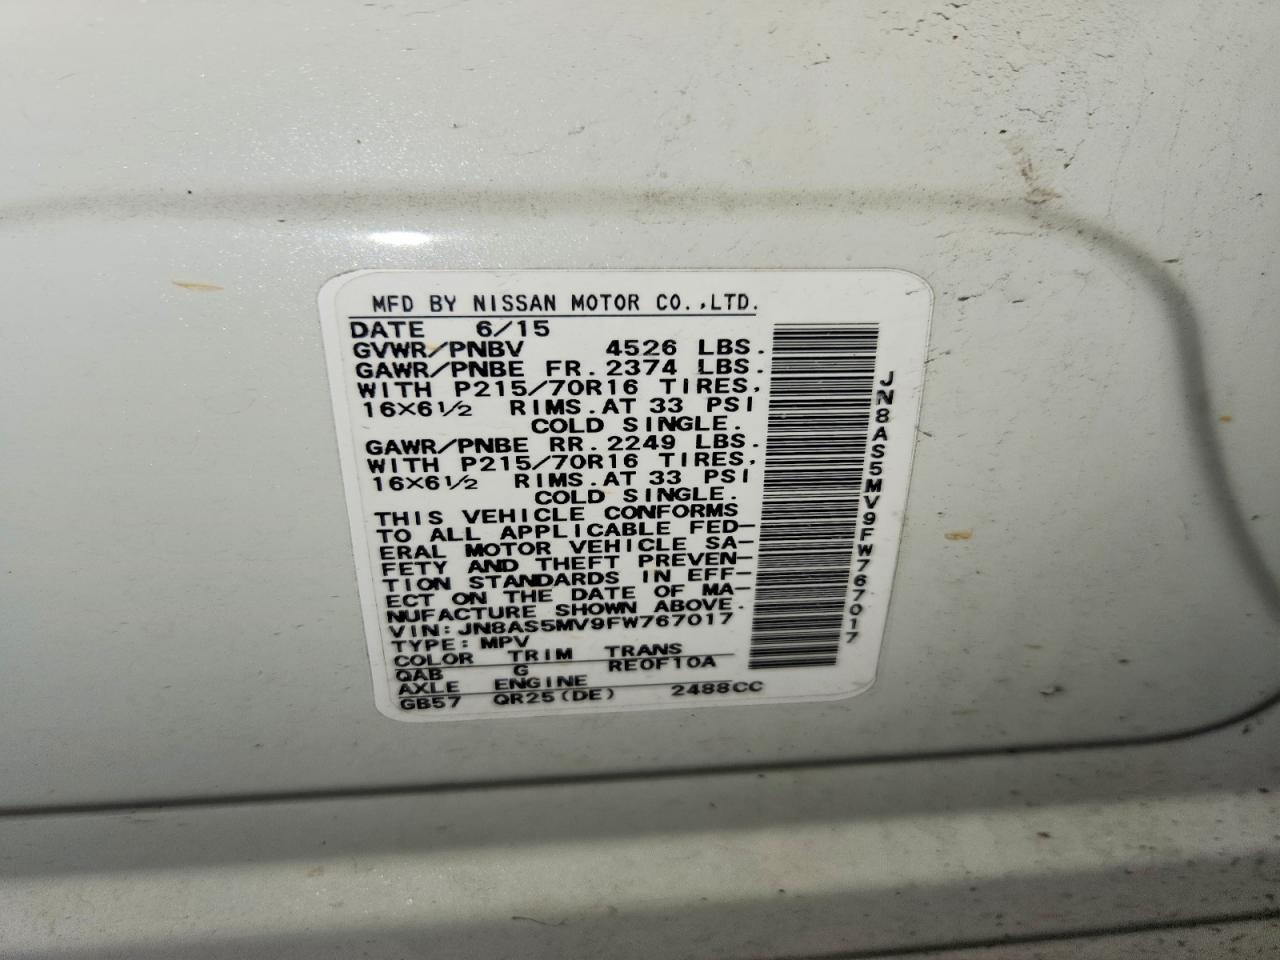 MFD BY NISSAN MOTOR CO.,LTD.
DATE 6/15
GVWR/PNBV 4526 LBS.
GAWR/PNBE FR. 2374 LBS.
WITH P215/70R16 TIRES,
16X6½ RIMS.AT 33 PSI
COLD SINGLE.
GAWR/PNBE RR. 2249 LBS.
WITH P215/70R16 TIRES,
16X6½ RIMS.AT 33 PSI
COLD SINGLE.
THIS VEHICLE CONFORMS
TO ALL APPLICABLE FED-
ERAL MOTOR VEHICLE SA-
FETY AND THEFT PREVEN-
TION STANDARDS IN EFF-
ECT ON THE DATE OF MA-
NUFACTURE SHOWN ABOVE.
VIN: JN8AS5MV9FW767017
TYPE: MPV
COLOR TRIM TRANS
QAB G RE0F10A
AXLE ENGINE
GB57 QR25(DE) 2488CC
JN8AS5MV9FW767017